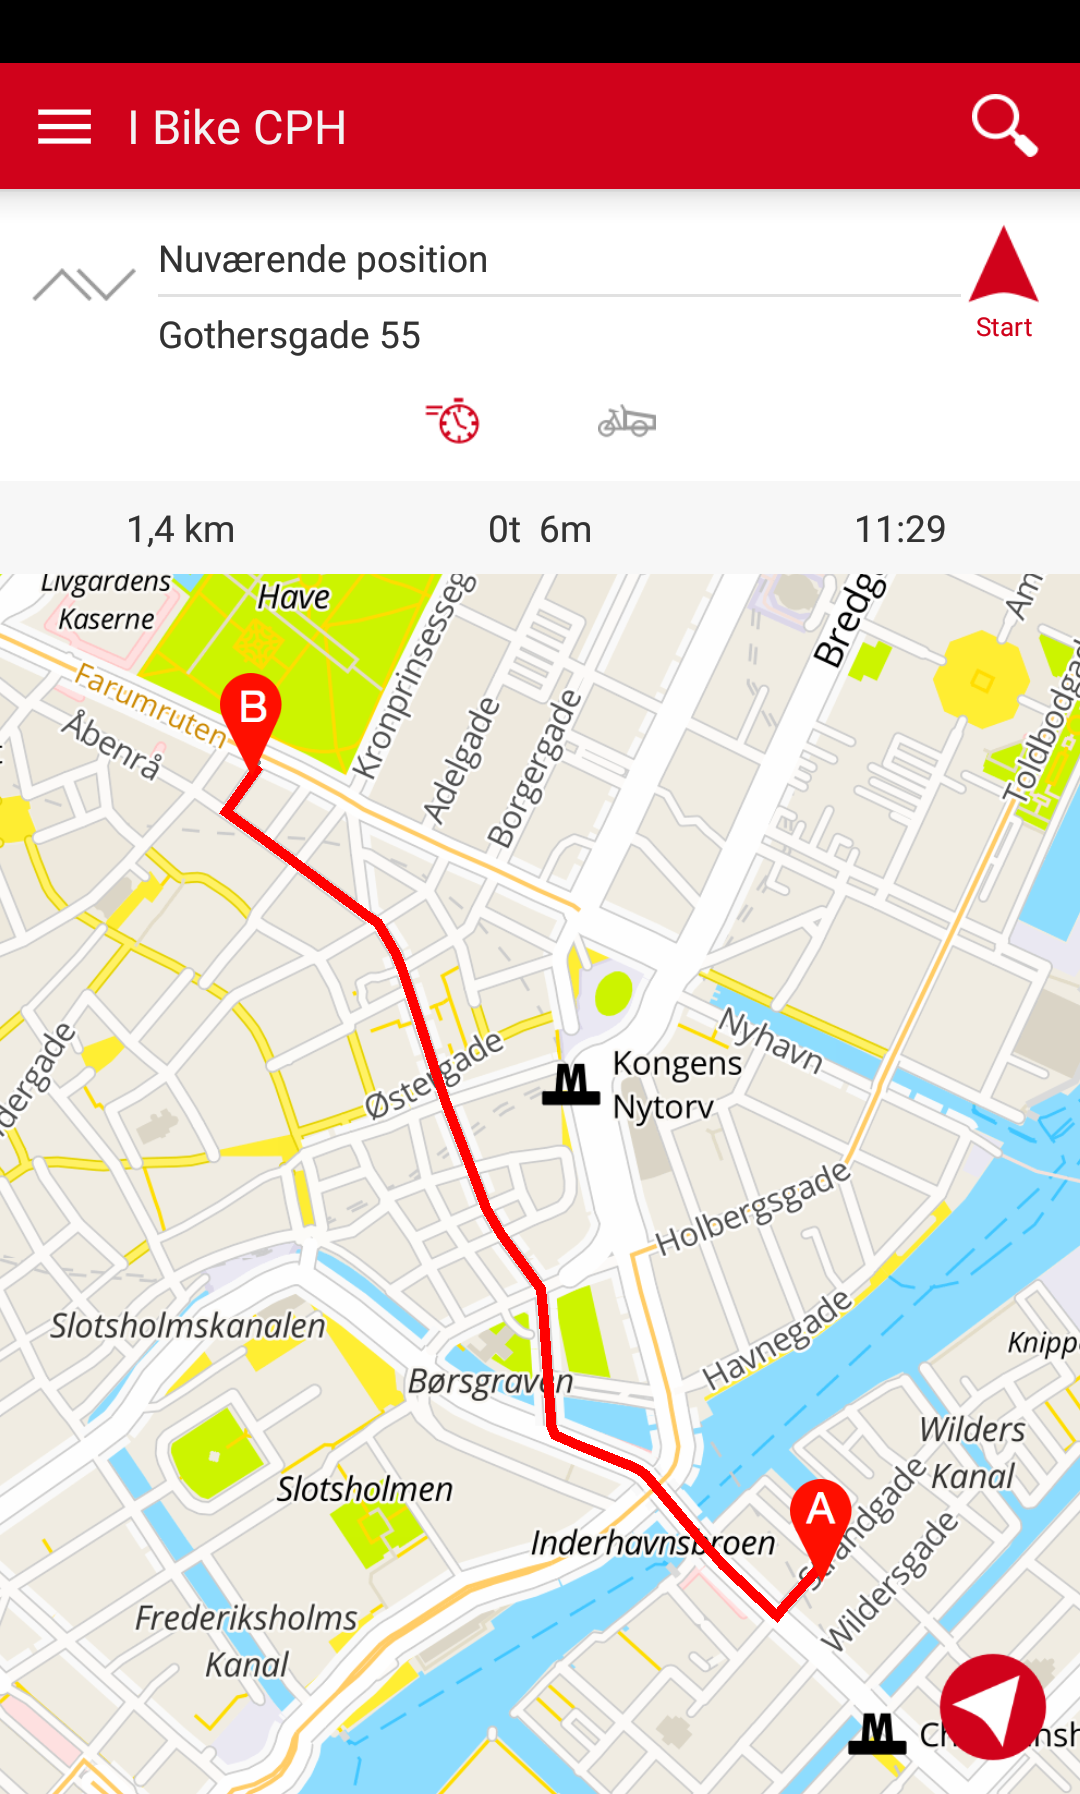 I Bike CPH
Nuværende position
Gothersgade 55
Start
1,4 km
0t 6m
11:29
Livgardens
Kaserne
Have
Kronprinsesseg
Bredg
Am
Farumruten
Åbenrå
B
Adelgade
Borgergade
Toldbodgad
Nyhavn
Østergade
dergade
Kongens
Nytorv
M
Holbergsgade
Havnegade
Slotsholmskanalen
Børsgraven
Knipp
Wilders
Kanal
Slotsholmen
Strandgade
A
Inderhavnsbroen
Wildersgade
Frederiksholms
Kanal
M
Ch
nsh